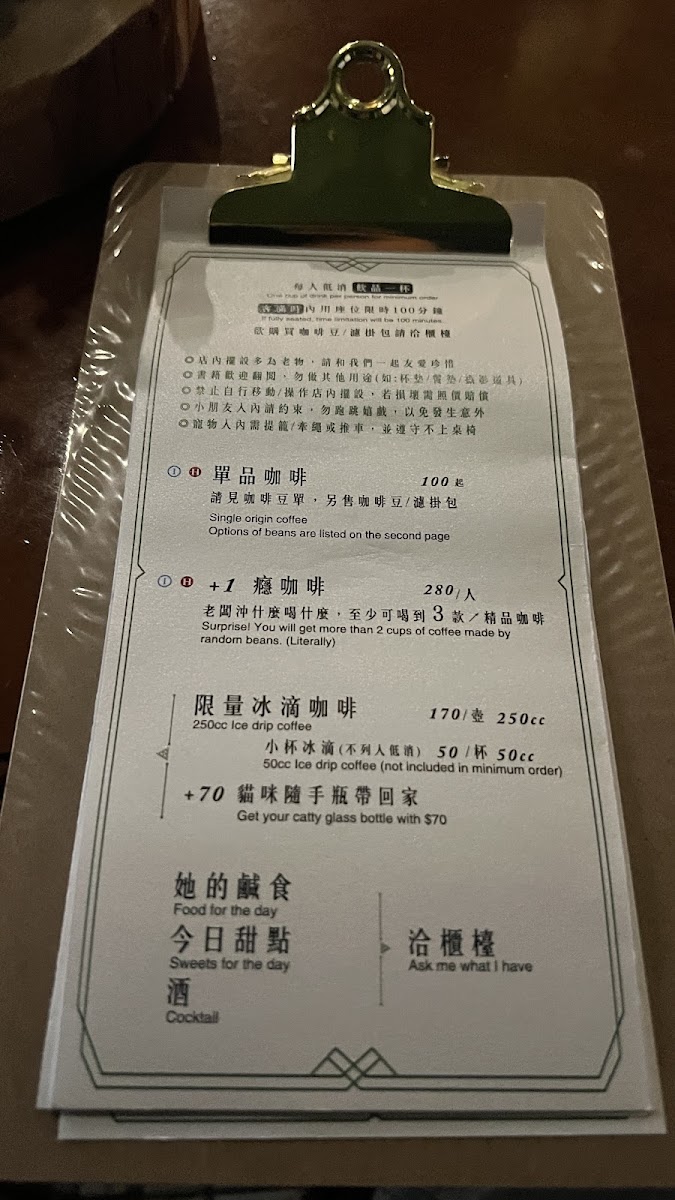 每人低消 飲品一杯
One cup of drink per person for minimum order
客滿時 內用座位限時100分鐘
If fully seated, time limitation will be 100 minutes.
欲購買咖啡豆/濾掛包請洽櫃檯
◎店內擺設多為老物，請和我們一起友愛珍惜
◎書籍歡迎翻閱，勿做其他用途(如:杯墊/餐墊/攝影道具)
◎禁止自行移動/操作店內擺設，若損壞需照價賠償
◎小朋友入內請約束，勿跑跳嬉戲，以免發生意外
◎寵物入內需提籠/牽繩或推車，並遵守不上桌椅
I H 單品咖啡 100 起
請見咖啡豆單，另售咖啡豆/濾掛包
Single origin coffee
Options of beans are listed on the second page
I H +1 癮咖啡 280/人
老闆沖什麼喝什麼，至少可喝到 3 款／精品咖啡
Surprise! You will get more than 2 cups of coffee made by
random beans. (Literally)
限量冰滴咖啡 170/壺 250cc
250cc Ice drip coffee
小杯冰滴(不列入低消) 50/杯 50cc
50cc Ice drip coffee (not included in minimum order)
+70 貓咪隨手瓶帶回家
Get your catty glass bottle with $70
她的鹹食
Food for the day
今日甜點 洽櫃檯
Sweets for the day Ask me what I have
酒
Cocktail